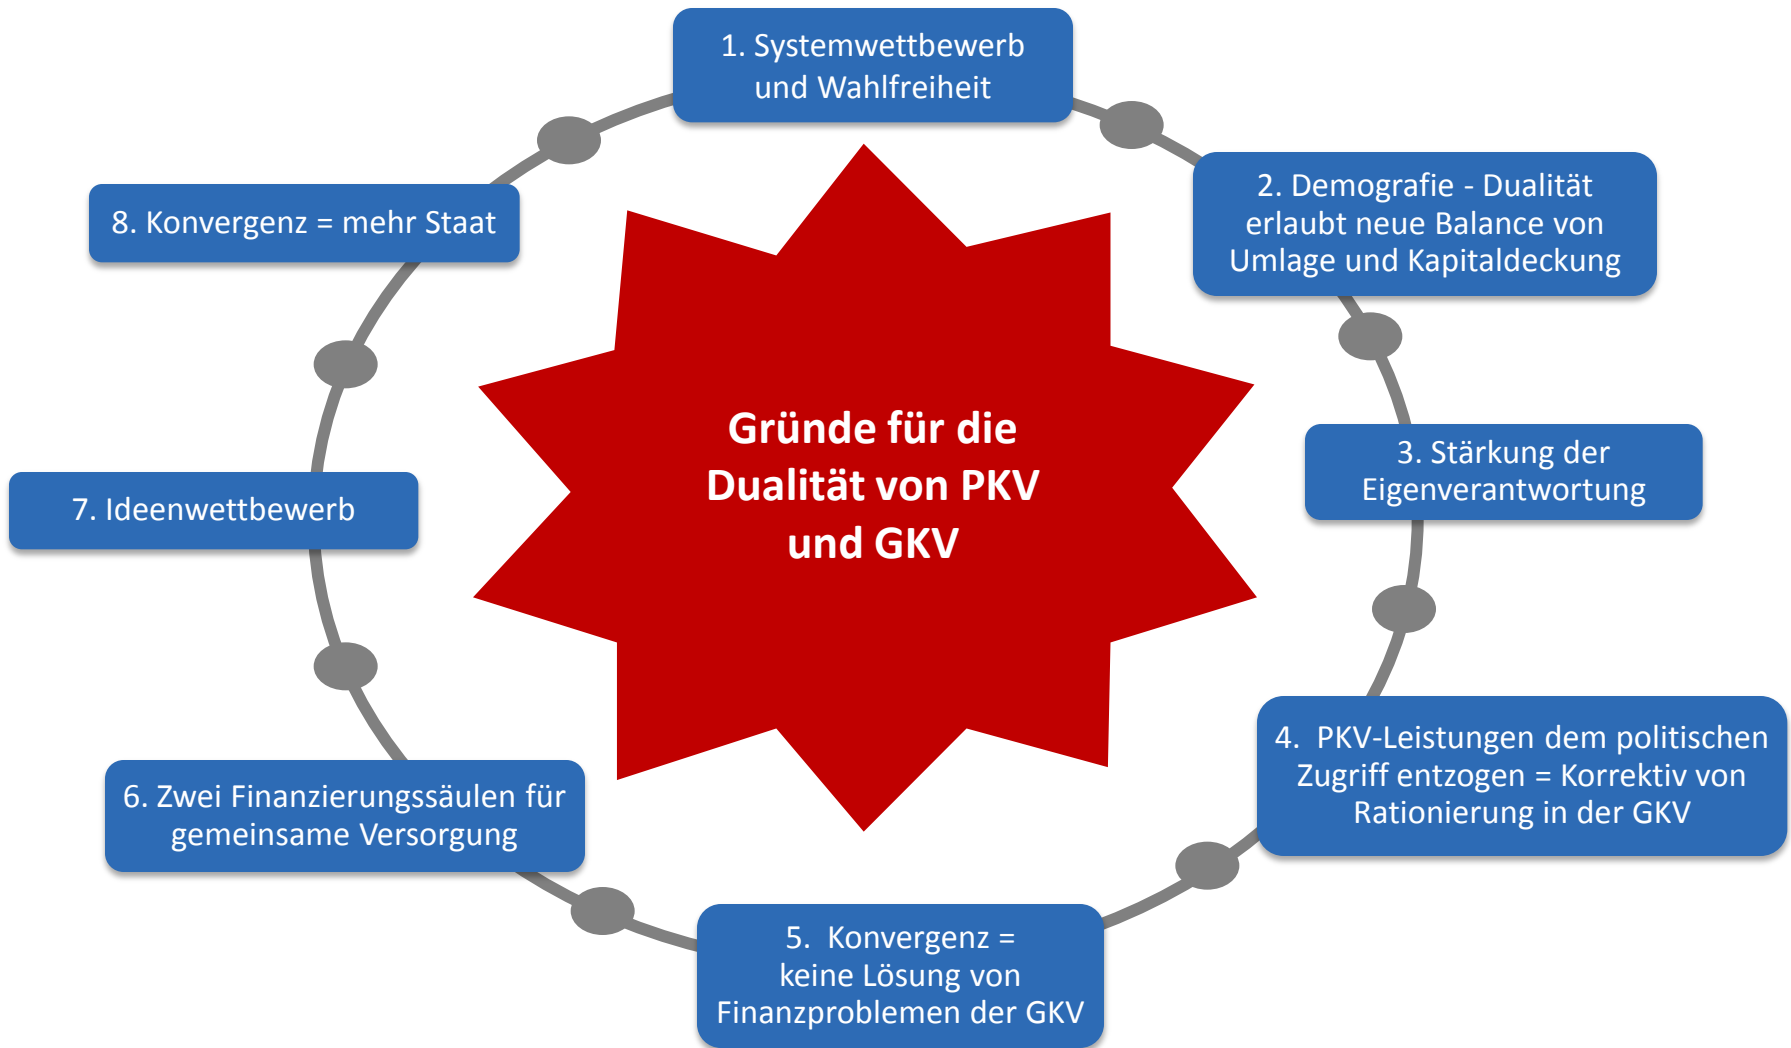 1. Systemwettbewerb
und Wahlfreiheit
2. Demografie - Dualität
erlaubt neue Balance von
Umlage und Kapitaldeckung
3. Stärkung der
Eigenverantwortung
4. PKV-Leistungen dem politischen
Zugriff entzogen = Korrektiv von
Rationierung in der GKV
5. Konvergenz =
keine Lösung von
Finanzproblemen der GKV
6. Zwei Finanzierungssäulen für
gemeinsame Versorgung
7. Ideenwettbewerb
8. Konvergenz = mehr Staat
Gründe für die
Dualität von PKV
und GKV